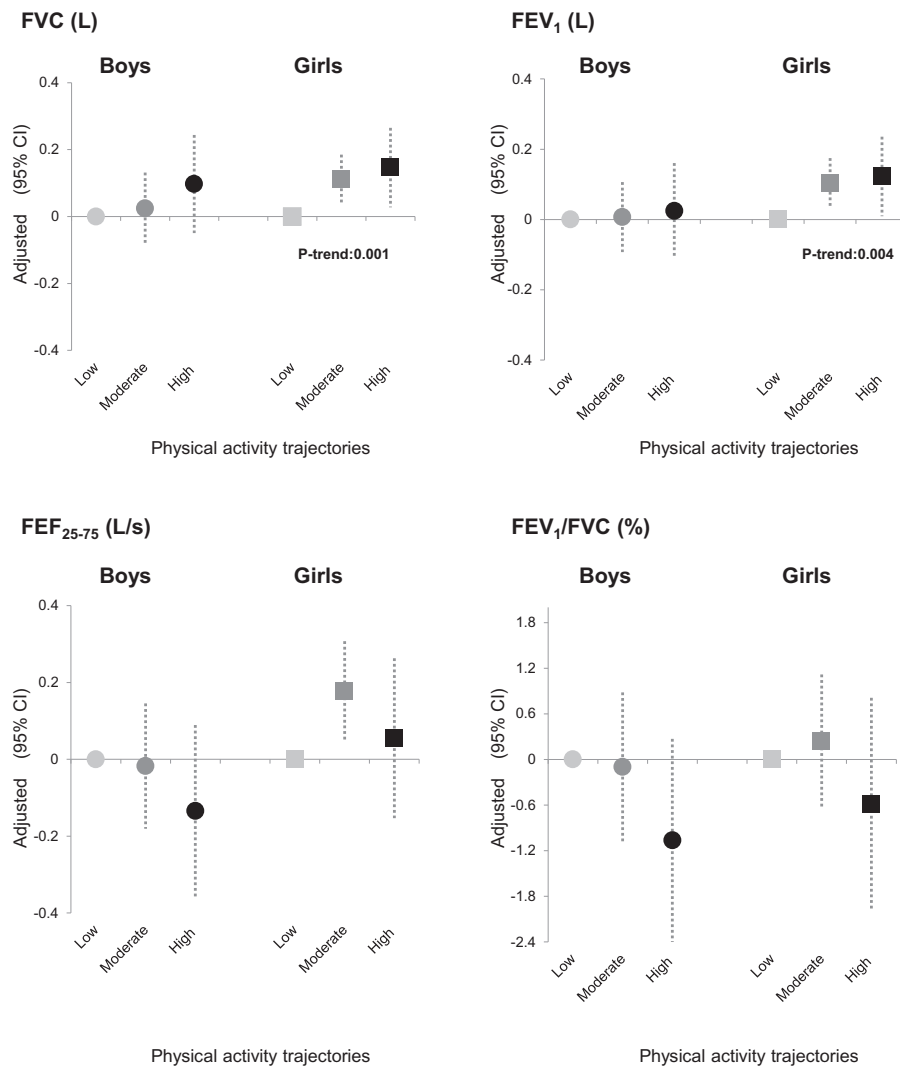 FVC (L)
Boys Girls
0.4
0.2
0
-0.2
-0.4
Adjusted (95% CI)
P-trend:0.001
Low Moderate High Low Moderate High
Physical activity trajectories
FEV₁ (L)
Boys Girls
0.4
0.2
0
-0.2
-0.4
Adjusted (95% CI)
P-trend:0.004
Low Moderate High Low Moderate High
Physical activity trajectories
FEF₂₅₋₇₅ (L/s)
Boys Girls
0.4
0.2
0
-0.2
-0.4
Adjusted (95% CI)
Low Moderate High Low Moderate High
Physical activity trajectories
FEV₁/FVC (%)
Boys Girls
1.8
1.2
0.6
0
-0.6
-1.2
-1.8
-2.4
Adjusted (95% CI)
Low Moderate High Low Moderate High
Physical activity trajectories